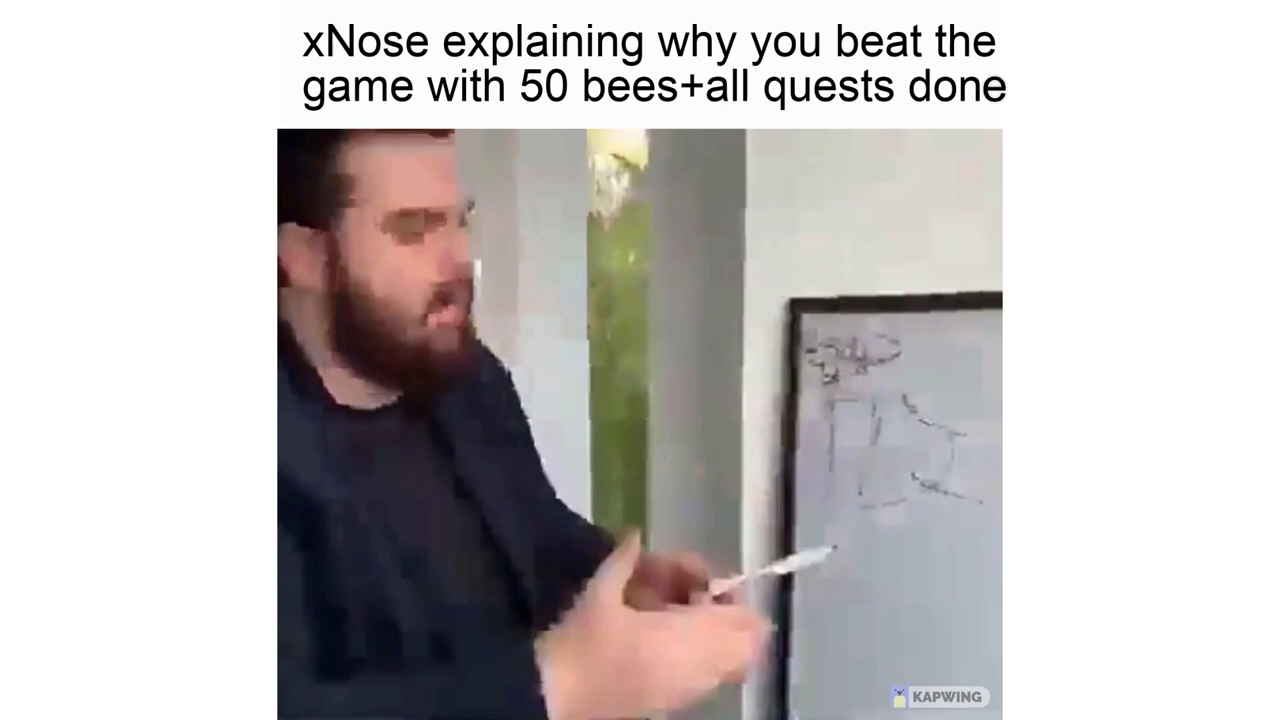 xNose explaining why you beat the
game with 50 bees+all quests done
KAPWING